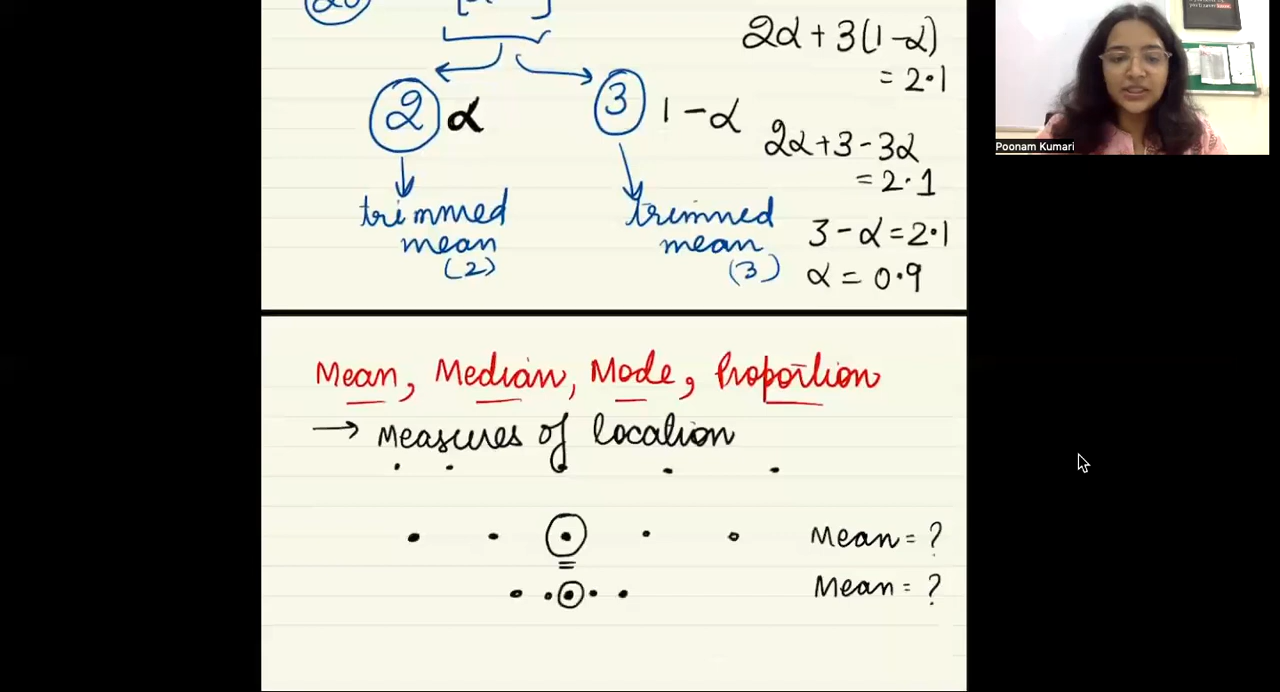 2α + 3(1-α)
= 2.1
2 α
3 1-α
2α+3-3α
= 2.1
trimmed
mean
(2)
trimmed
mean
(3)
3-α=2.1
α = 0.9
Mean, Median, Mode, Proportion
→ Measures of location
Mean = ?
Mean = ?
Poonam Kumari